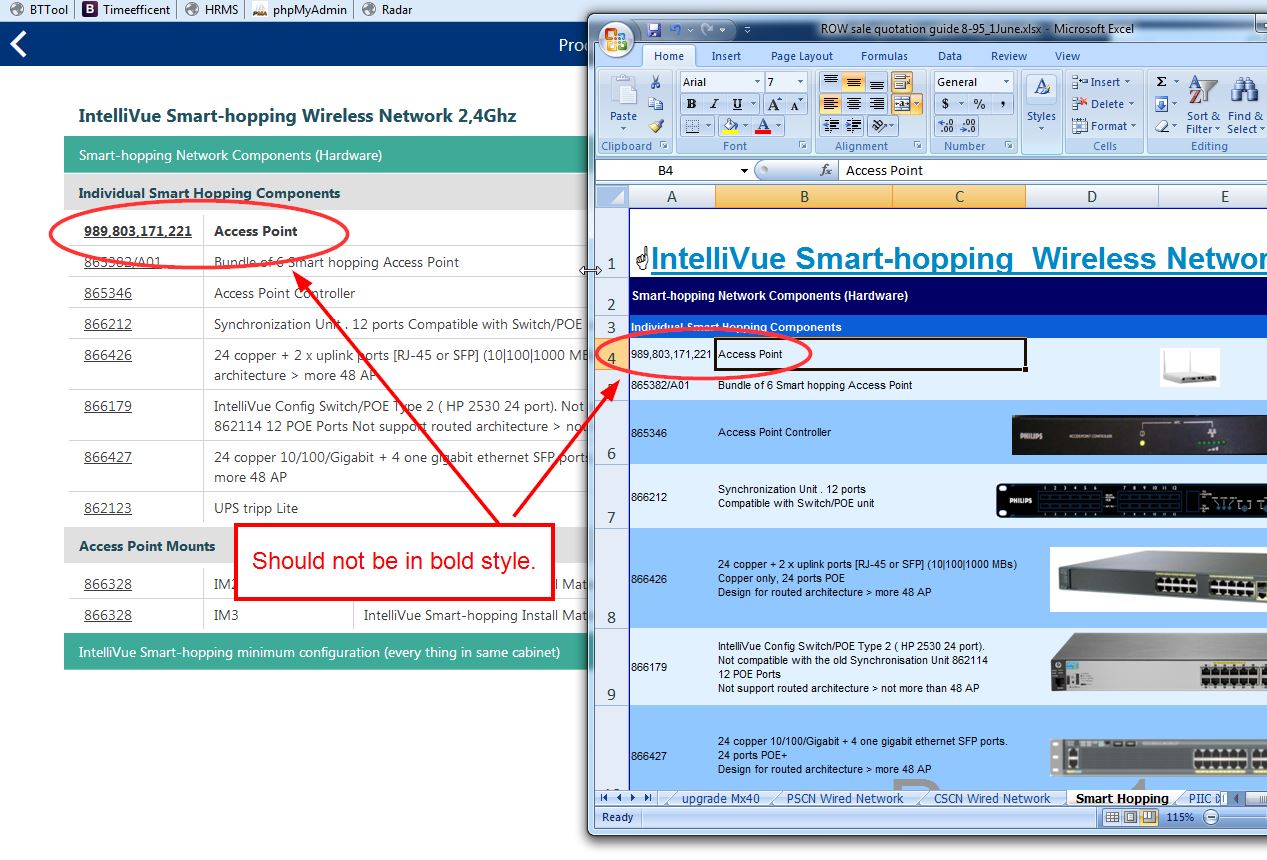 BTTool
Timeefficent
HRMS
phpMyAdmin
Radar
IntelliVue Smart-hopping Wireless Network 2,4Ghz
Smart-hopping Network Components (Hardware)
Individual Smart Hopping Components
989,803,171,221 Access Point
865382/A01 Bundle of 6 Smart hopping Access Point
865346 Access Point Controller
866212 Synchronization Unit . 12 ports Compatible with Switch/POE
866426 24 copper + 2 x uplink ports [RJ-45 or SFP] (10|100|1000 MBs
architecture > more 48 AP
866179 IntelliVue Config Switch/POE Type 2 ( HP 2530 24 port). Not
862114 12 POE Ports Not support routed architecture > not
866427 24 copper 10/100/Gigabit + 4 one gigabit ethernet SFP ports
more 48 AP
862123 UPS tripp Lite
Access Point Mounts
Should not be in bold style.
866328 IM2
866328 IM3 IntelliVue Smart-hopping Install Mat
IntelliVue Smart-hopping minimum configuration (every thing in same cabinet)
ROW sale quotation guide 8-95_1June.xlsx - Microsoft Excel
Home Insert Page Layout Formulas Data Review View
Paste
Clipboard
Arial 7
B I U A A
A
Font
Alignment
General
$ % ,
Number
A
Styles
Insert
Delete
Format
Cells
Σ
Sort & Filter
Find & Select
Editing
B4 fx Access Point
A B C D E
1 IntelliVue Smart-hopping Wireless Networ
2 Smart-hopping Network Components (Hardware)
3 Individual Smart Hopping Components
4 989,803,171,221 Access Point
865382/A01 Bundle of 6 Smart hopping Access Point
6 865346 Access Point Controller
PHILIPS
7 866212 Synchronization Unit . 12 ports
Compatible with Switch/POE unit
PHILIPS
8 866426 24 copper + 2 x uplink ports [RJ-45 or SFP] (10|100|1000 MBs)
Copper only, 24 ports POE
Design for routed architecture > more 48 AP
9 866179 IntelliVue Config Switch/POE Type 2 ( HP 2530 24 port).
Not compatible with the old Synchronisation Unit 862114
12 POE Ports
Not support routed architecture > not more than 48 AP
866427 24 copper 10/100/Gigabit + 4 one gigabit ethernet SFP ports.
24 ports POE+
Design for routed architecture > more 48 AP
upgrade Mx40 PSCN Wired Network CSCN Wired Network Smart Hopping PIIC
Ready 115%